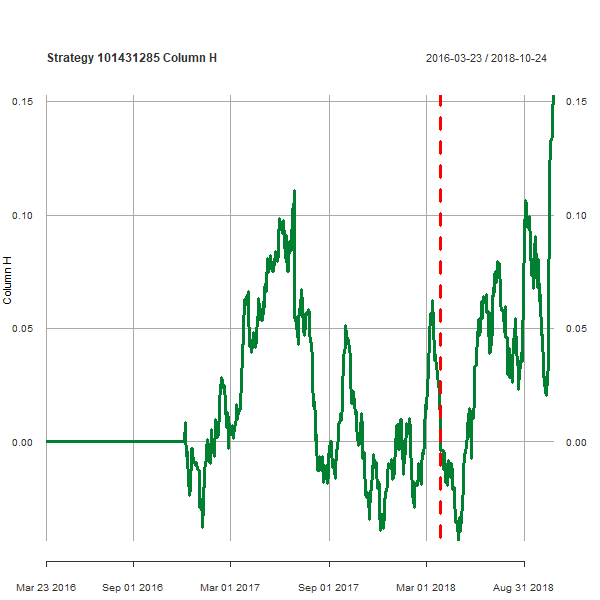 Strategy 101431285 Column H
2016-03-23 / 2018-10-24
0.15
0.15
0.10
0.10
Column H
0.05
0.05
0.00
0.00
Mar 23 2016
Sep 01 2016
Mar 01 2017
Sep 01 2017
Mar 01 2018
Aug 31 2018